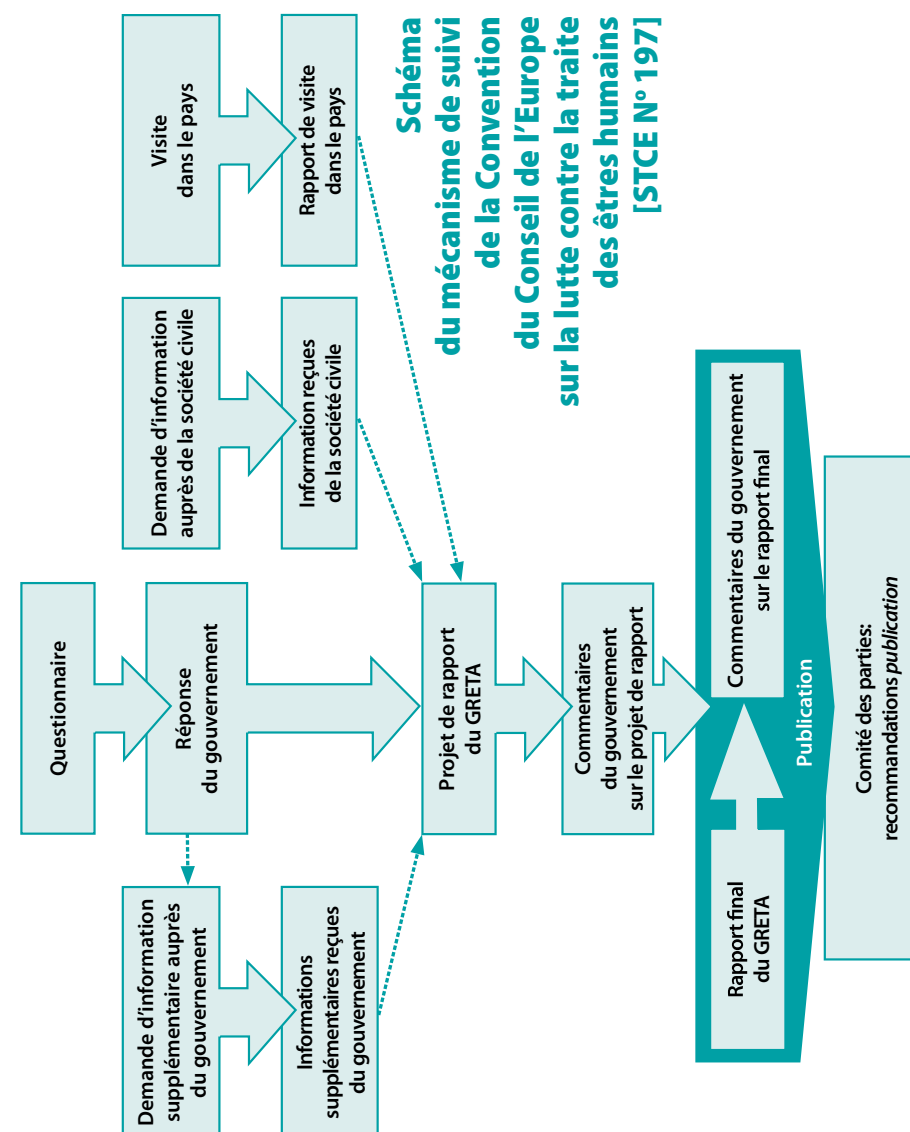 Schéma
du mécanisme de suivi
de la Convention
du Conseil de l'Europe
sur la lutte contre la traite
des êtres humains
[STCE N° 197]
Questionnaire
Réponse
du gouvernement
Demande d'information
supplémentaire auprès
du gouvernement
Informations
supplémentaires reçues
du gouvernement
Demande d'information
auprès de la société civile
Information reçues
de la société civile
Visite
dans le pays
Rapport de visite
dans le pays
Projet de rapport
du GRETA
Commentaires
du gouvernement
sur le projet de rapport
Rapport final
du GRETA
Commentaires du gouvernement
sur le rapport final
Publication
Comité des parties:
recommandations publication